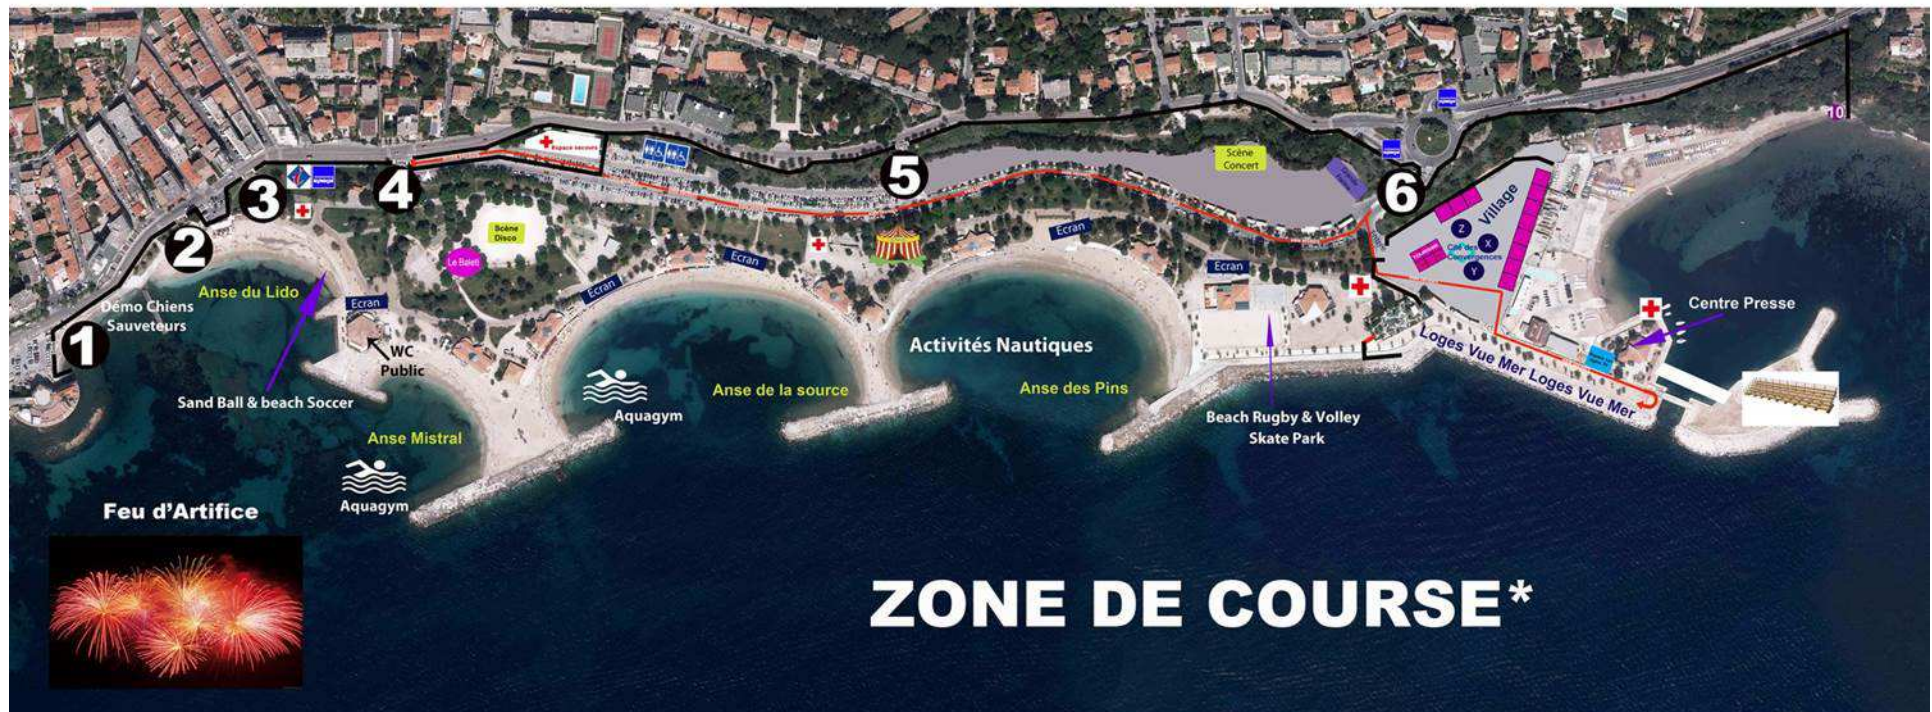 10
Espace secours
5
Scène
Concert
6
4
3
2
1
Village
Z
X
Y
Cité des
Convergences
Scène
Disco
Le Baleti
Ecran
Ecran
Ecran
Ecran
Ecran
Anse du Lido
Démo Chiens
Sauveteurs
WC
Public
Sand Ball & beach Soccer
Anse Mistral
Aquagym
Aquagym
Anse de la source
Activités Nautiques
Anse des Pins
Beach Rugby & Volley
Skate Park
Centre Presse
Loges Vue Mer Loges Vue Mer
Feu d'Artifice
ZONE DE COURSE*